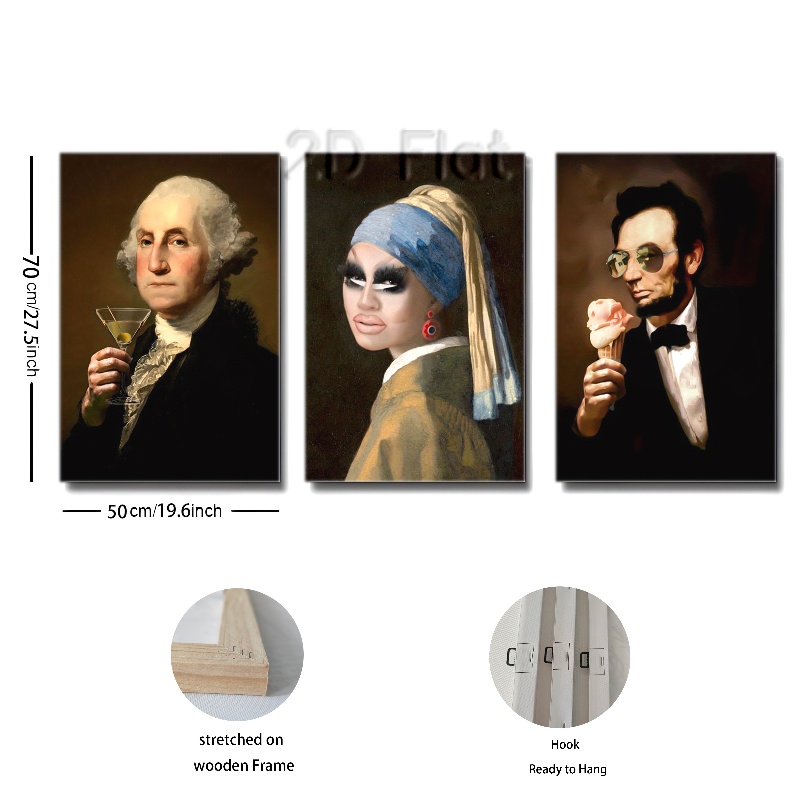 2D Flat
70cm/27.5inch
50cm/19.6inch
stretched on
wooden Frame
Hook
Ready to Hang